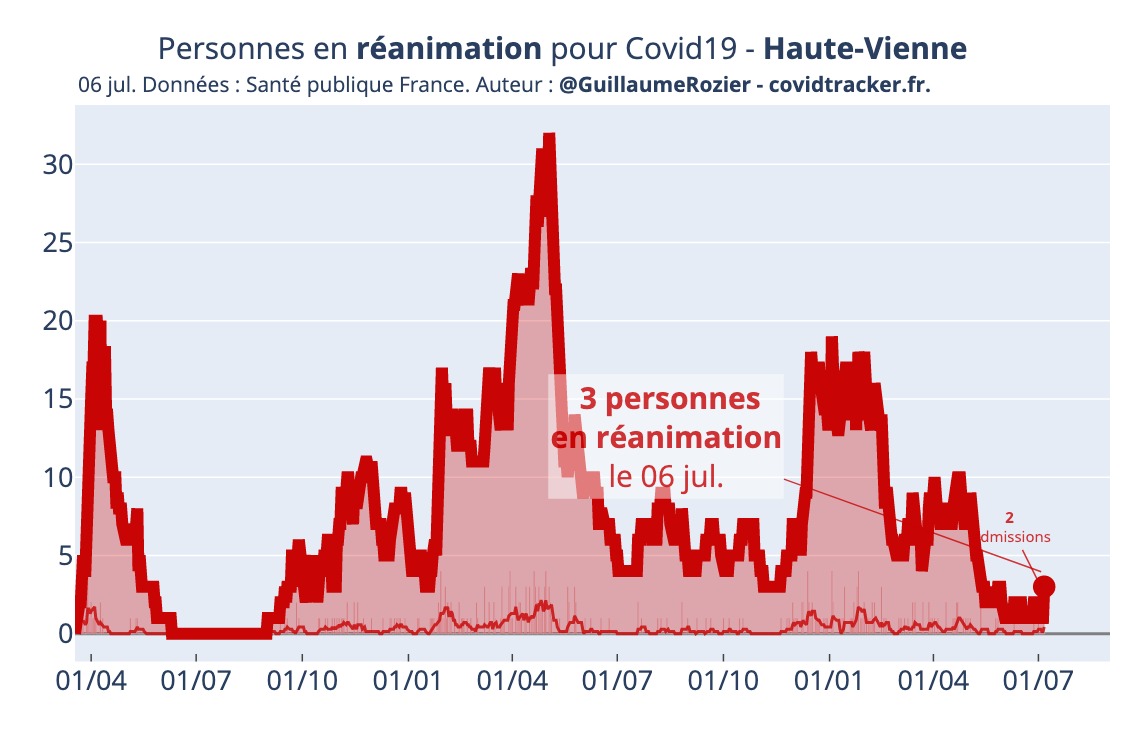 Personnes en réanimation pour Covid19 - Haute-Vienne
06 jul. Données : Santé publique France. Auteur : @GuillaumeRozier - covidtracker.fr.
30
25
20
15
10
5
0
3 personnes
en réanimation
le 06 jul.
2
dmissions
01/04 01/07 01/10 01/01 01/04 01/07 01/10 01/01 01/04 01/07